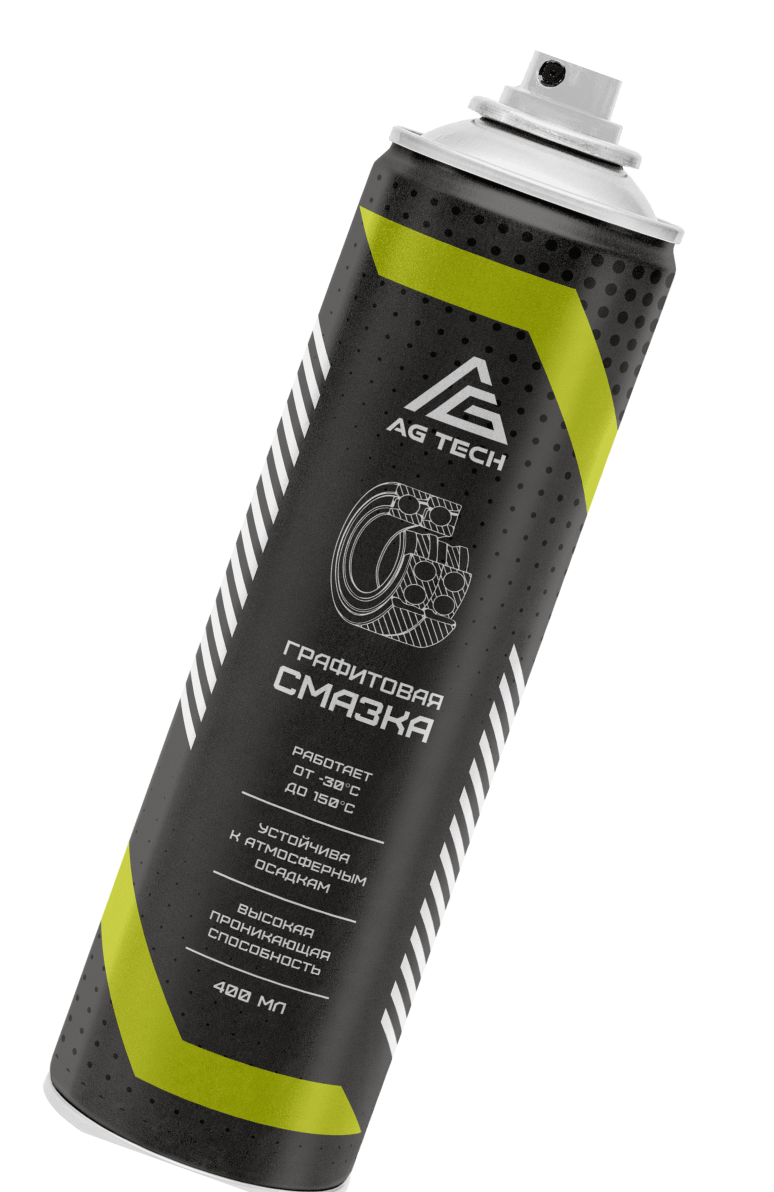 AG TECH
ГРАФИТОВАЯ
СМАЗКА
РАБОТАЕТ
ОТ -30°C
ДО 150°C
УСТОЙЧИВА
К АТМОСФЕРНЫМ
ОСАДКАМ
ВЫСОКАЯ
ПРОНИКАЮЩАЯ
СПОСОБНОСТЬ
400 МЛ